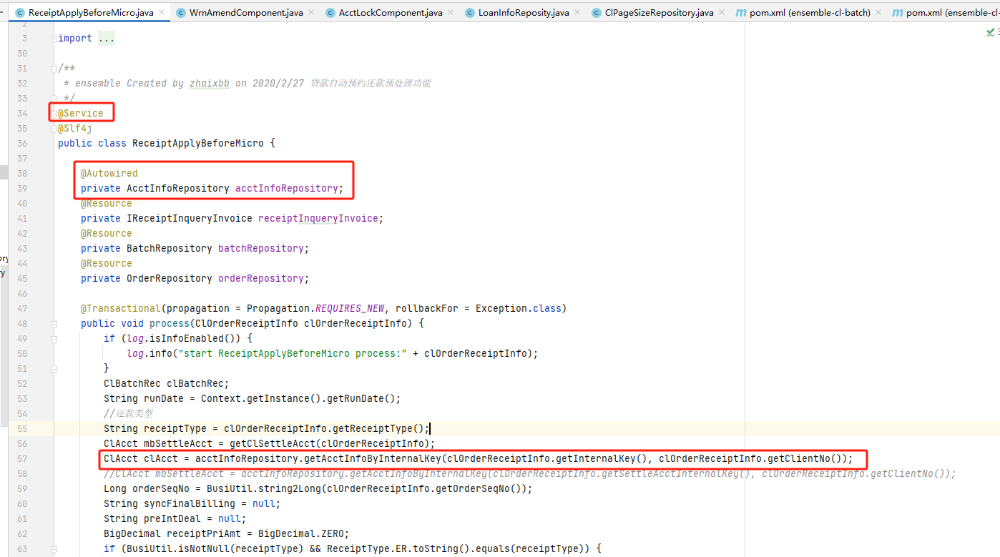 ReceiptApplyBeforeMicro.java × WrnAmendComponent.java × AcctLockComponent.java × LoanInfoReposity.java × ClPageSizeRepository.java × pom.xml (ensemble-cl-batch) × pom.xml (ensemble-cl-
2
3 import ...
30
31 /**
32 * ensemble Created by zhaixbb on 2020/2/27 贷款自动预约还款预处理功能
33 */
34 @Service
35 @Slf4j
36 public class ReceiptApplyBeforeMicro {
37
38 @Autowired
39 private AcctInfoRepository acctInfoRepository;
40 @Resource
41 private IReceiptInqueryInvoice receiptInqueryInvoice;
42 @Resource
43 private BatchRepository batchRepository;
44 @Resource
45 private OrderRepository orderRepository;
46
47 @Transactional(propagation = Propagation.REQUIRES_NEW, rollbackFor = Exception.class)
48 public void process(ClOrderReceiptInfo clOrderReceiptInfo) {
49 if (log.isInfoEnabled()) {
50 log.info("start ReceiptApplyBeforeMicro process:" + clOrderReceiptInfo);
51 }
52 ClBatchRec clBatchRec;
53 String runDate = Context.getInstance().getRunDate();
54 //还款类型
55 String receiptType = clOrderReceiptInfo.getReceiptType();
56 ClAcct mbSettleAcct = getClSettleAcct(clOrderReceiptInfo);
57 ClAcct clAcct = acctInfoRepository.getAcctInfoByInternalKey(clOrderReceiptInfo.getInternalKey(), clOrderReceiptInfo.getClientNo());
58 //ClAcct mbSettleAcct = acctInfoRepository.getAcctInfoByInternalKey(clOrderReceiptInfo.getSettleAcctInternalKey(), clOrderReceiptInfo.getClientNo());
59 Long orderSeqNo = BusiUtil.string2Long(clOrderReceiptInfo.getOrderSeqNo());
60 String syncFinalBilling = null;
61 String preIntDeal = null;
62 BigDecimal receiptPriAmt = BigDecimal.ZERO;
63 if (BusiUtil.isNotNull(receiptType) && ReceiptType.ER.toString().equals(receiptType)) {